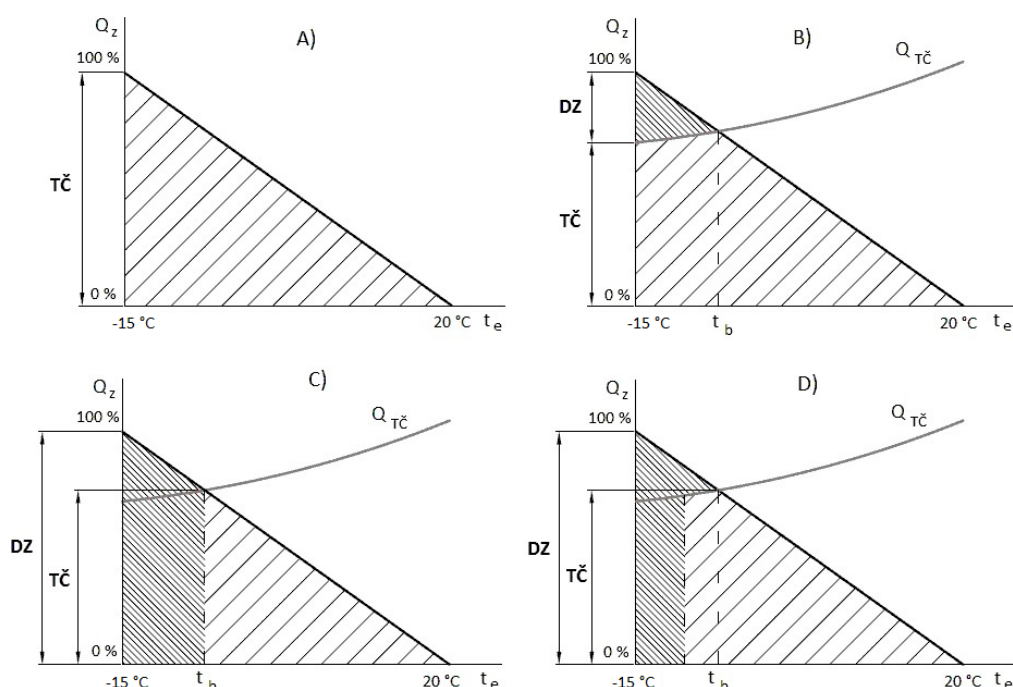 A)
Q z
100 %
TČ
0 %
-15 °C
20 °C
t e
B)
Q z
100 %
Q TČ
DZ
TČ
0 %
-15 °C
t b
20 °C
t e
C)
Q z
100 %
Q TČ
DZ
TČ
0 %
-15 °C
t b
20 °C
t e
D)
Q z
100 %
Q TČ
DZ
TČ
0 %
-15 °C
t b
20 °C
t e